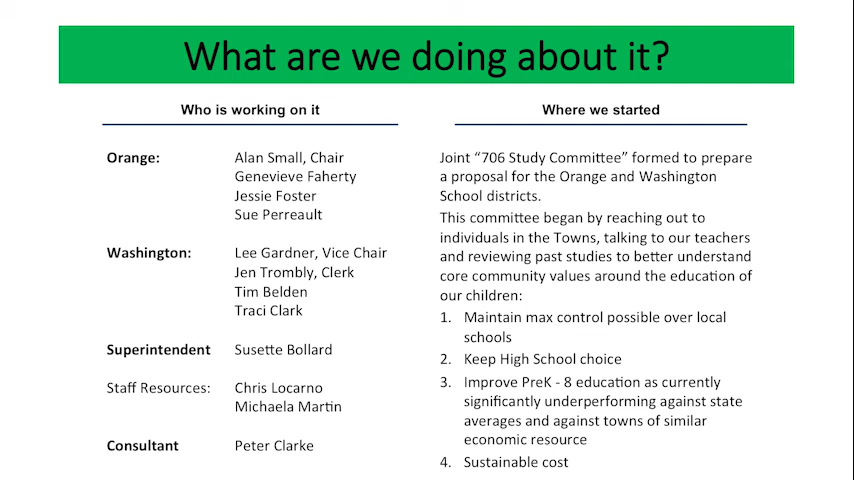 What are we doing about it?
Who is working on it
Orange: Alan Small, Chair
Genevieve Faherty
Jessie Foster
Sue Perreault
Washington: Lee Gardner, Vice Chair
Jen Trombly, Clerk
Tim Belden
Traci Clark
Superintendent Susette Bollard
Staff Resources: Chris Locarno
Michaela Martin
Consultant Peter Clarke
Where we started
Joint “706 Study Committee” formed to prepare
a proposal for the Orange and Washington
School districts.
This committee began by reaching out to
individuals in the Towns, talking to our teachers
and reviewing past studies to better understand
core community values around the education of
our children:
1. Maintain max control possible over local
schools
2. Keep High School choice
3. Improve PreK - 8 education as currently
significantly underperforming against state
averages and against towns of similar
economic resource
4. Sustainable cost